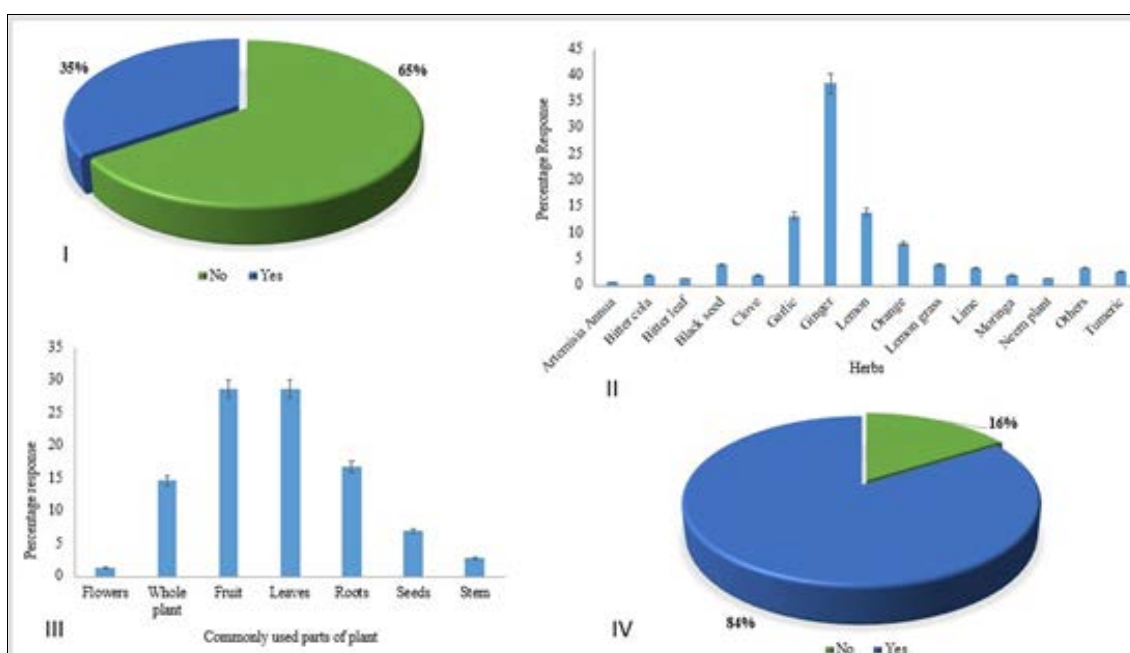 35%
65%
I
No Yes
Percentage Response
45
40
35
30
25
20
15
10
5
0
Artemisia Annua
Bitter cola
Bitter leaf
Black seed
Clove
Garlic
Ginger
Lemon
Orange
Lemon grass
Lime
Moringa
Neem plant
Others
Tumeric
Herbs
II
Percentage response
35
30
25
20
15
10
5
0
Flowers
Whole
plant
Fruit
Leaves
Roots
Seeds
Stem
Commonly used parts of plant
III
16%
84%
IV
No Yes